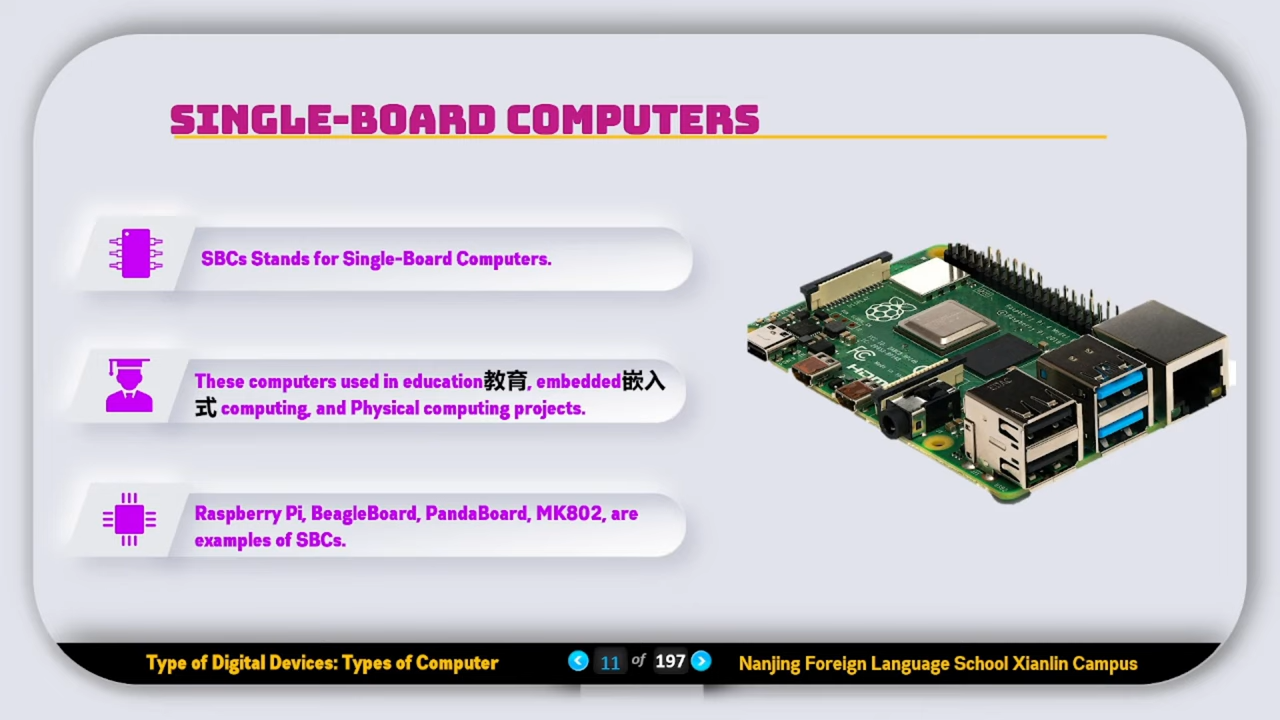 SINGLE-BOARD COMPUTERS
SBCs Stands for Single-Board Computers.
These computers used in education教育, embedded嵌入
式 computing, and Physical computing projects.
Raspberry Pi, BeagleBoard, PandaBoard, MK802, are
examples of SBCs.
Type of Digital Devices: Types of Computer
11 of 197
Nanjing Foreign Language School Xianlin Campus